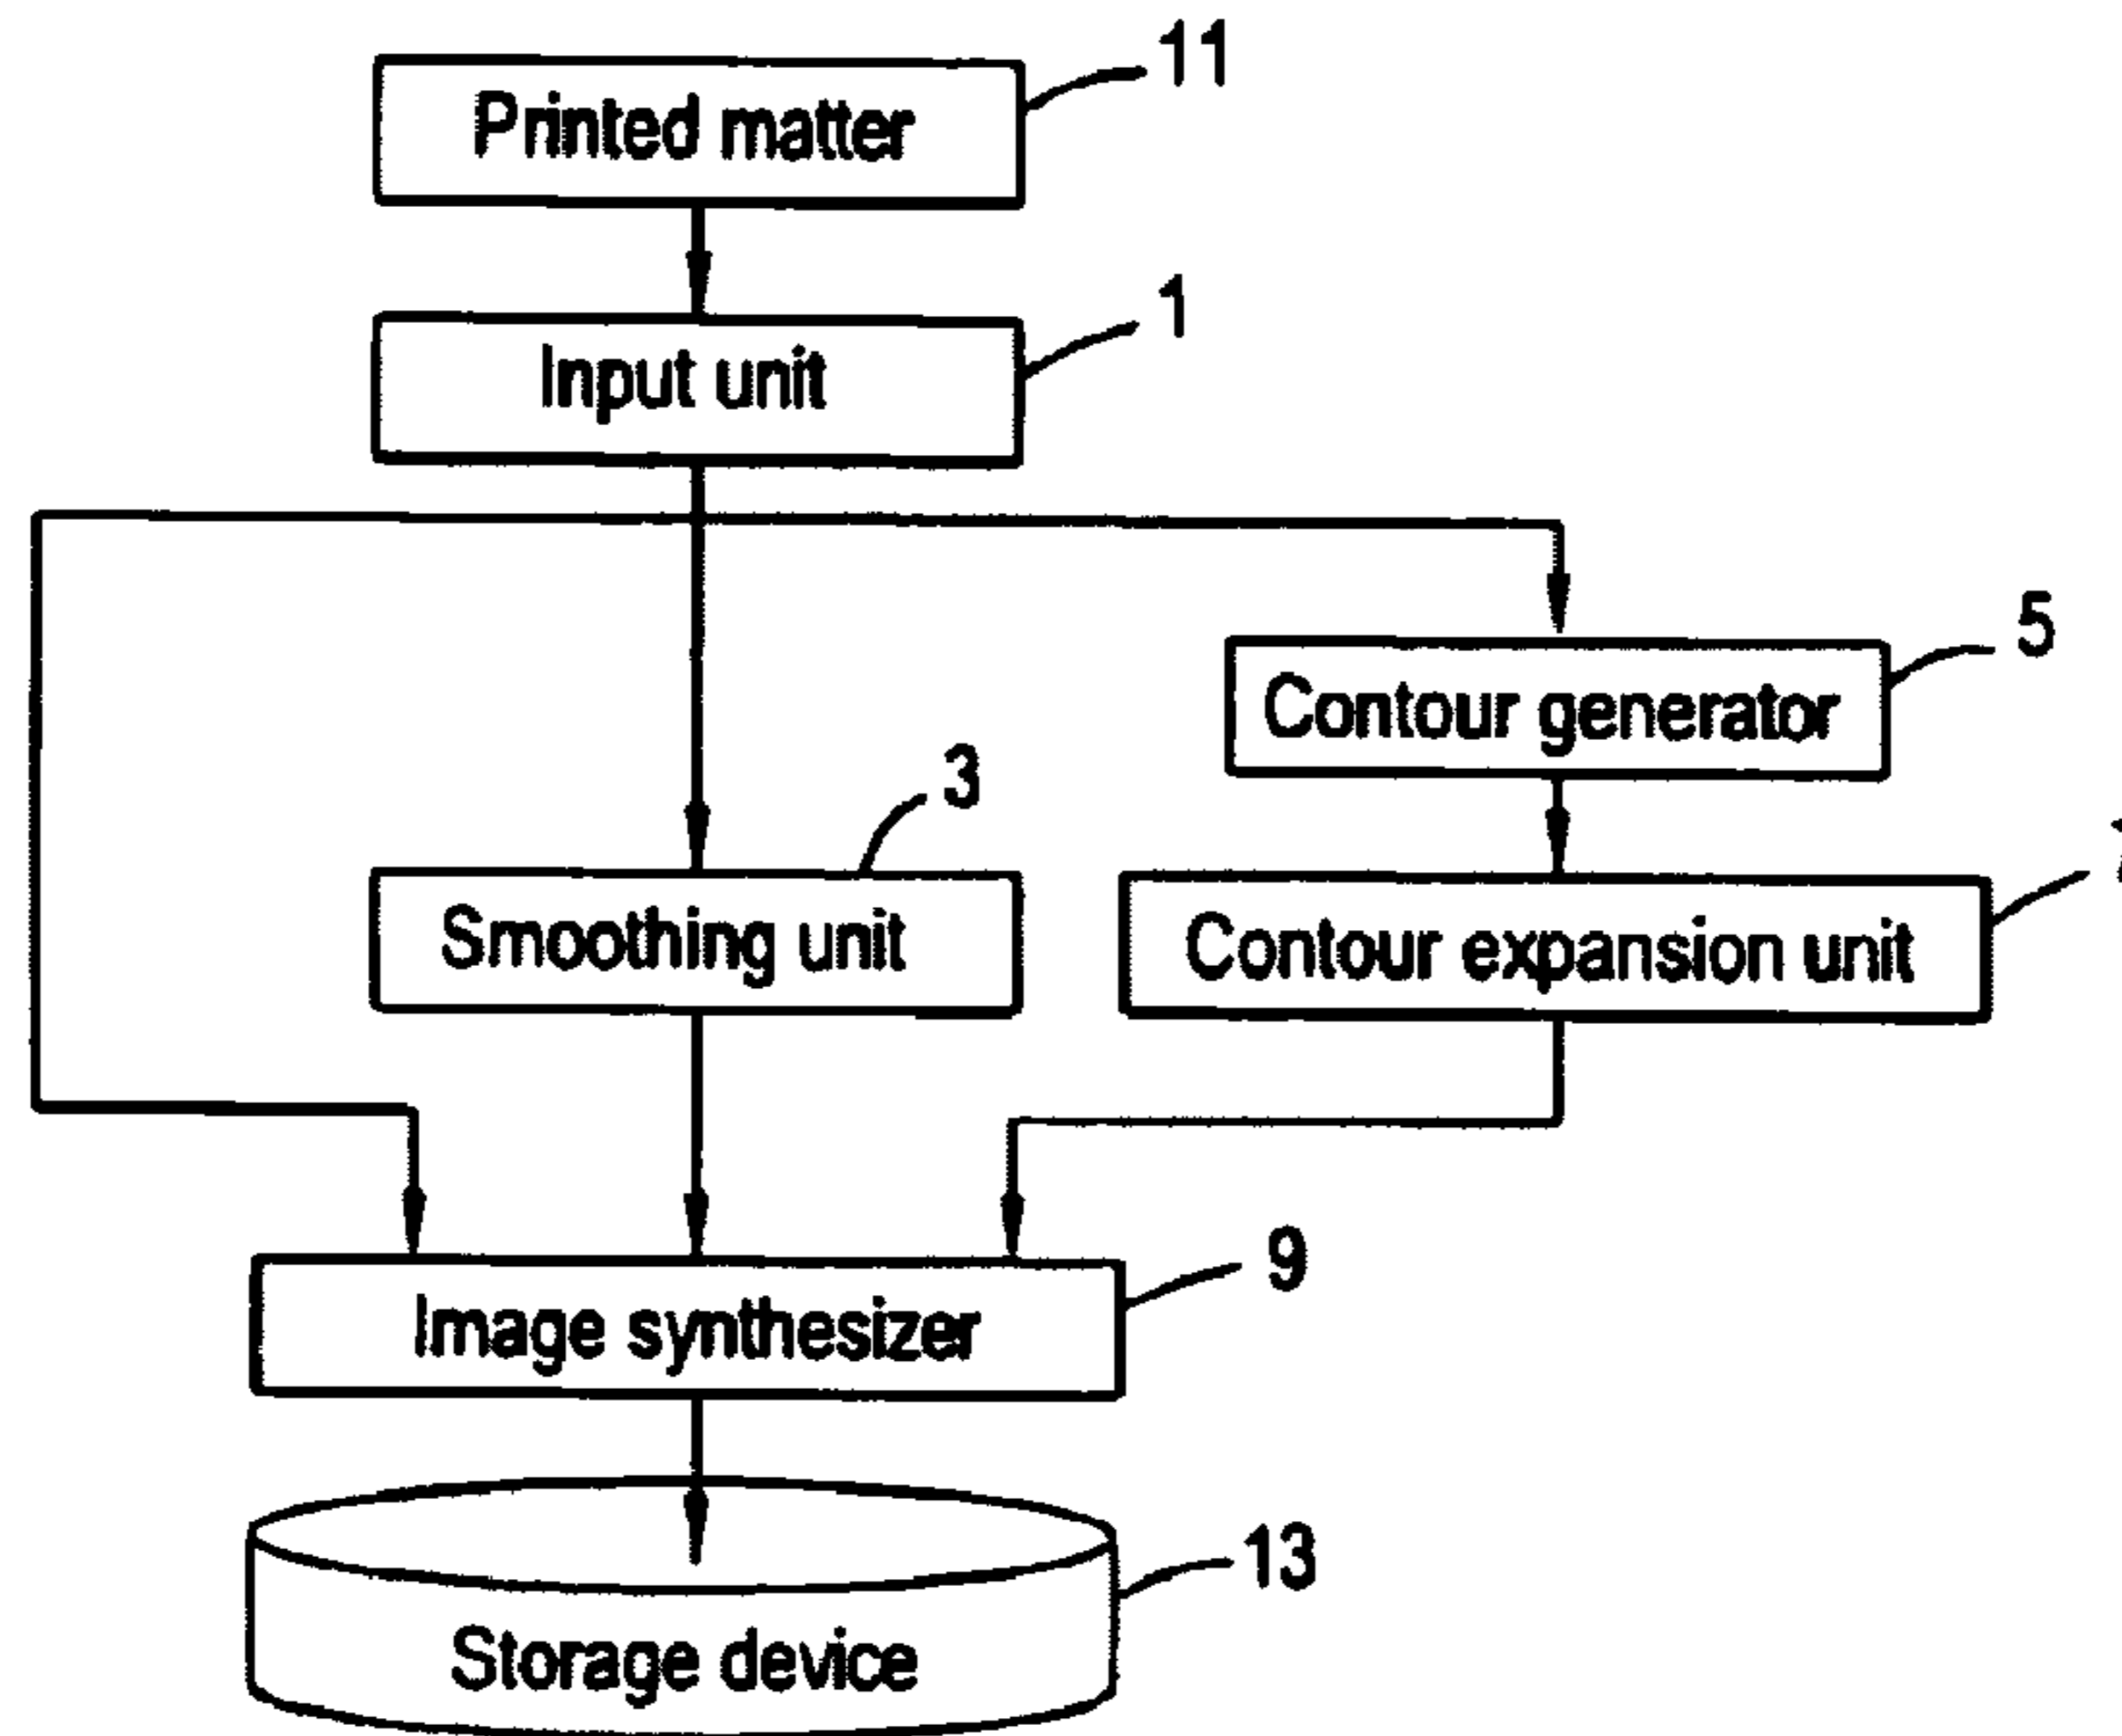 11
Printed matter
1
Input unit
5
Contour generator
3
Smoothing unit
Contour expansion unit
9
Image synthesizer
13
Storage device